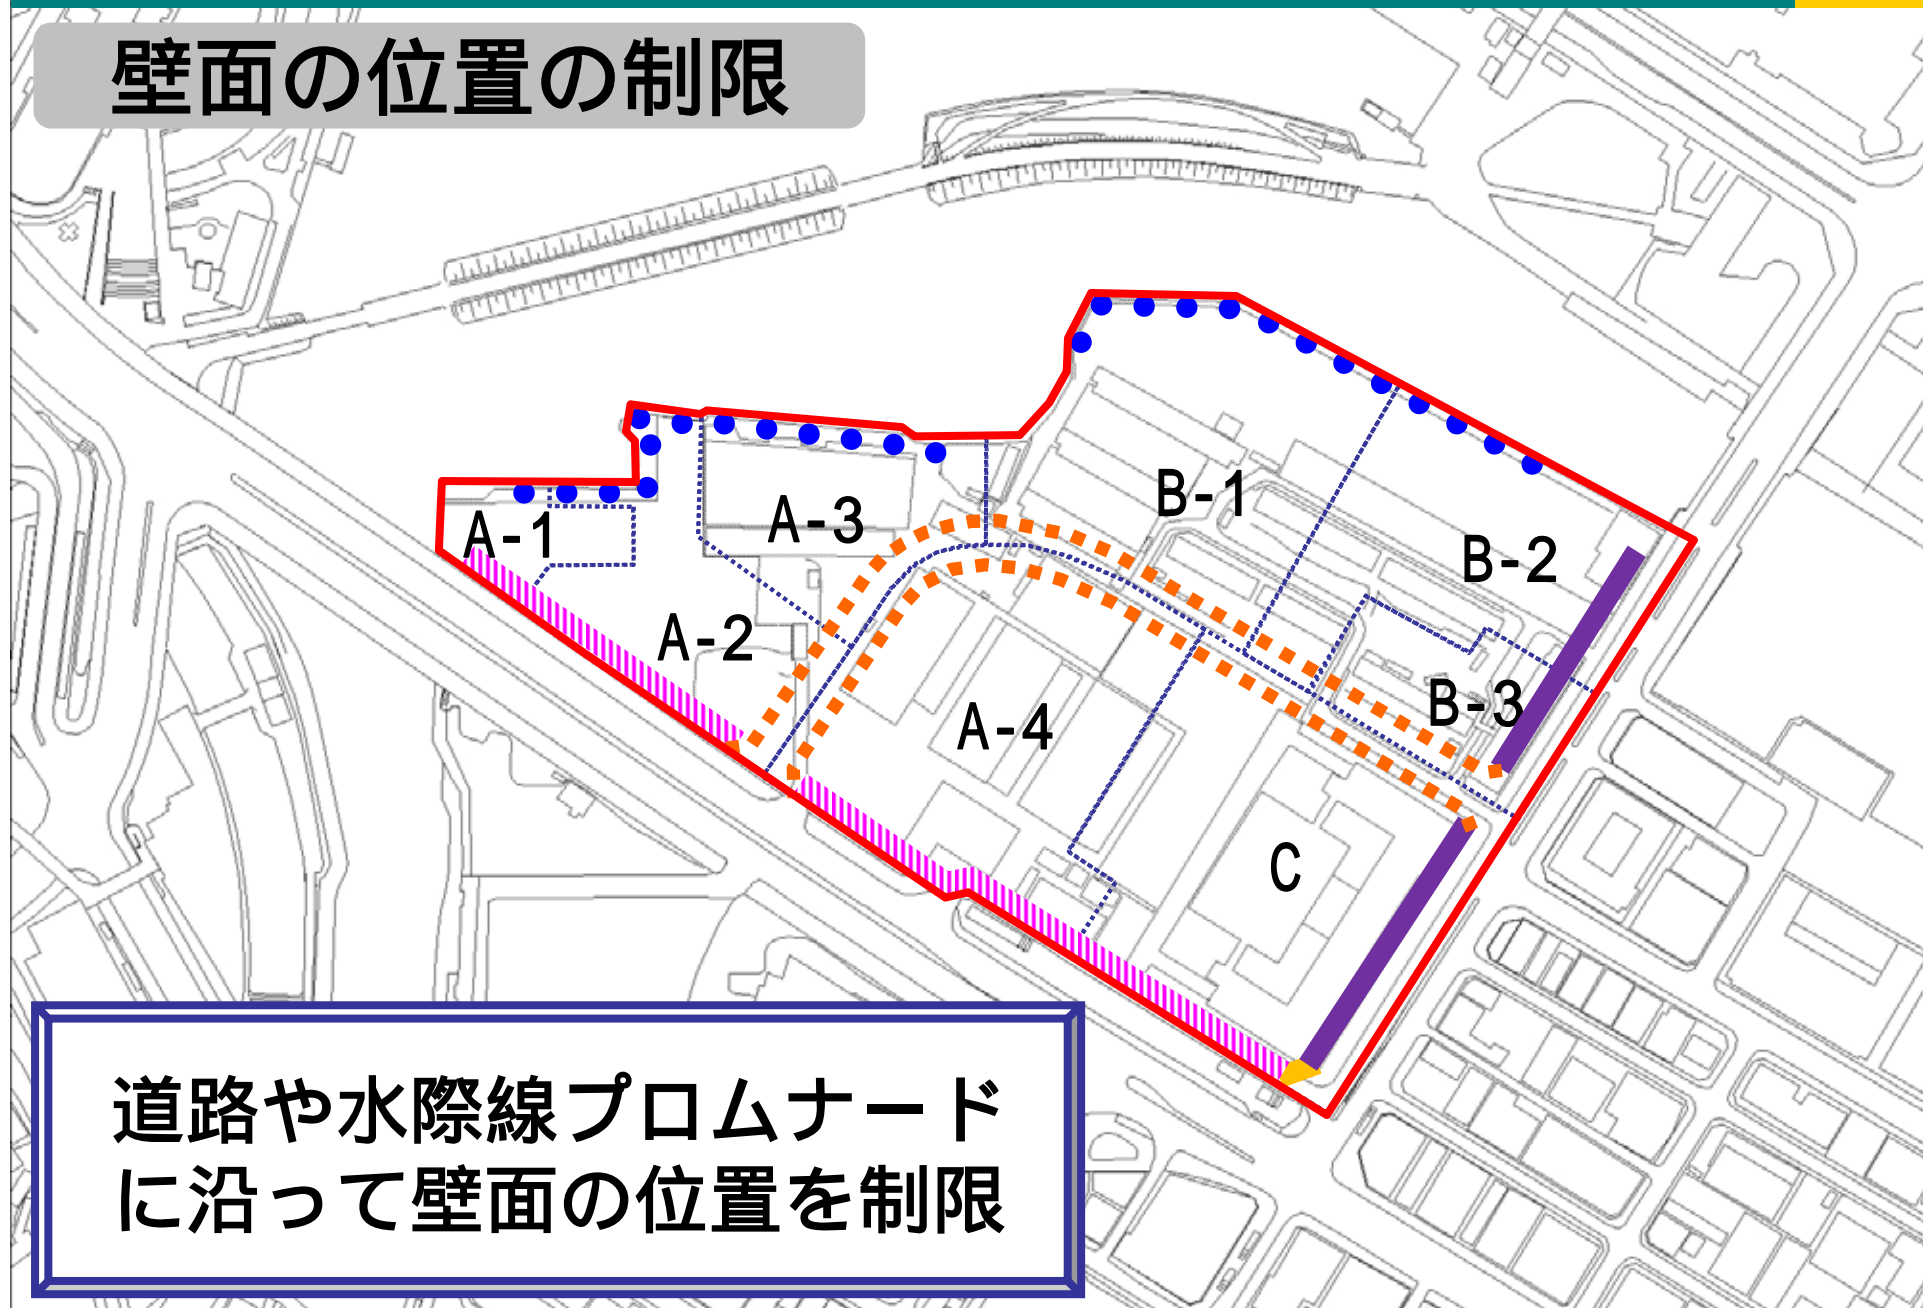 壁面の位置の制限
B-1
A-3
A-1
B-2
A-2
B-3
A-4
C
道路や水際線プロムナード
に沿って壁面の位置を制限